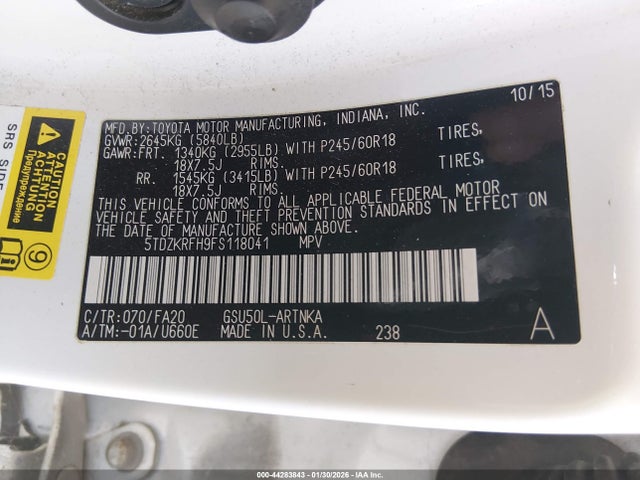 MFD.BY:TOYOTA MOTOR MANUFACTURING, INDIANA, INC. 10/15
GVWR:2645KG (5840LB)
GAWR:FRT. 1340KG (2955LB) WITH P245/60R18 TIRES,
18X7.5J RIMS.
RR. 1545KG (3415LB) WITH P245/60R18 TIRES,
18X7.5J RIMS.
THIS VEHICLE CONFORMS TO ALL APPLICABLE FEDERAL MOTOR
VEHICLE SAFETY AND THEFT PREVENTION STANDARDS IN EFFECT ON
THE DATE OF MANUFACTURE SHOWN ABOVE.
5TDZKRFH9FS118041 MPV
C/TR:070/FA20 GSU50L-ARTNKA
A/TM:-01A/U660E MADE IN U.S.A. 238 A
SRS SIDE
CAUTION
ATTENTION
ACHTUNG
Предупреждение
9
000-44283843 | 01/30/2026 - IAA, Inc.